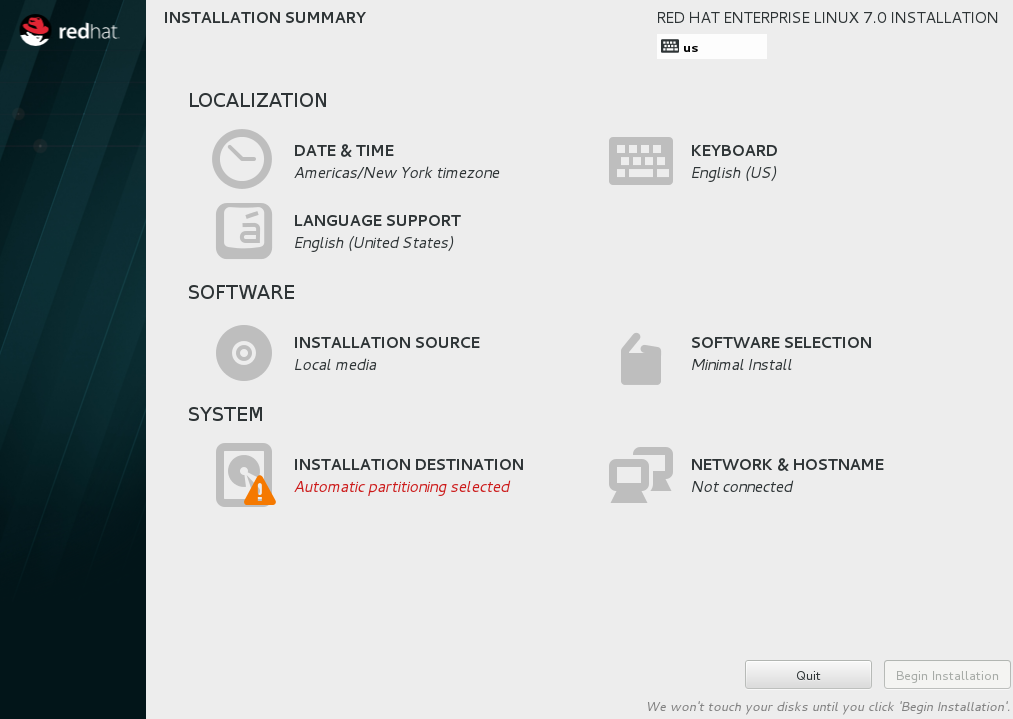 redhat.
INSTALLATION SUMMARY
RED HAT ENTERPRISE LINUX 7.0 INSTALLATION
us
LOCALIZATION
DATE & TIME
Americas/New York timezone
KEYBOARD
English (US)
LANGUAGE SUPPORT
English (United States)
SOFTWARE
INSTALLATION SOURCE
Local media
SOFTWARE SELECTION
Minimal Install
SYSTEM
INSTALLATION DESTINATION
Automatic partitioning selected
NETWORK & HOSTNAME
Not connected
Quit
Begin Installation
We won't touch your disks until you click 'Begin Installation'.